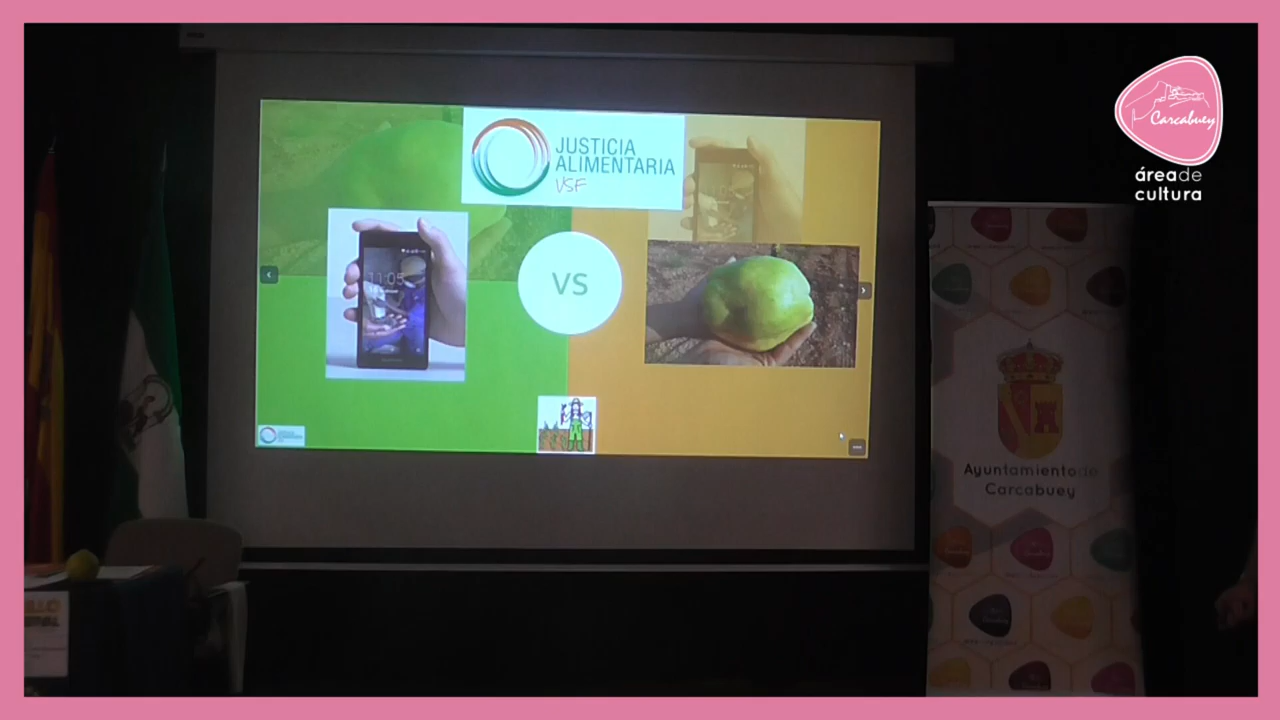 JUSTICIA
ALIMENTARIA
VSF
11:05
VS
Carcabuey
área de
cultura
Ayuntamiento de
Carcabuey